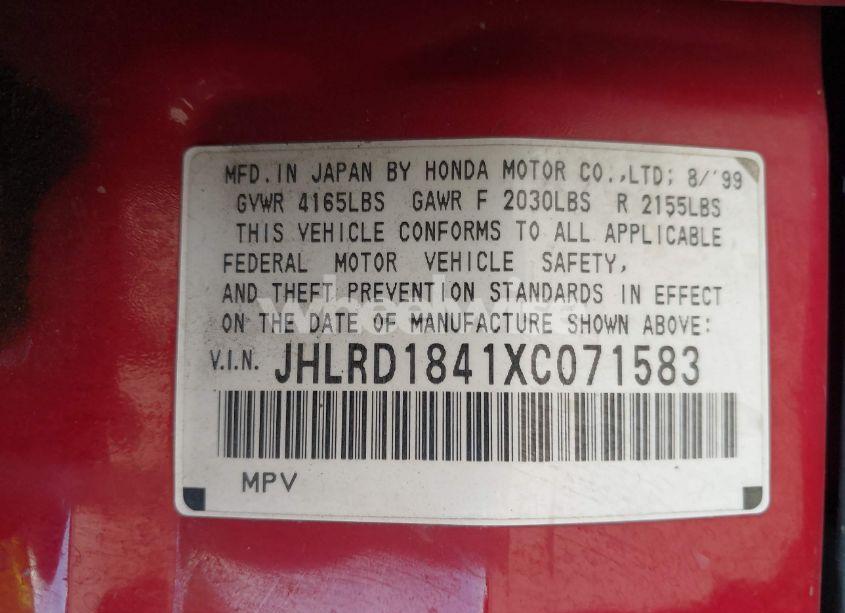 MFD. IN JAPAN BY HONDA MOTOR CO.,LTD; 8/'99
GVWR 4165LBS GAWR F 2030LBS R 2155LBS
THIS VEHICLE CONFORMS TO ALL APPLICABLE
FEDERAL MOTOR VEHICLE SAFETY,
AND THEFT PREVENTION STANDARDS IN EFFECT
ON THE DATE OF MANUFACTURE SHOWN ABOVE:
V.I.N. JHLRD1841XC071583
MPV